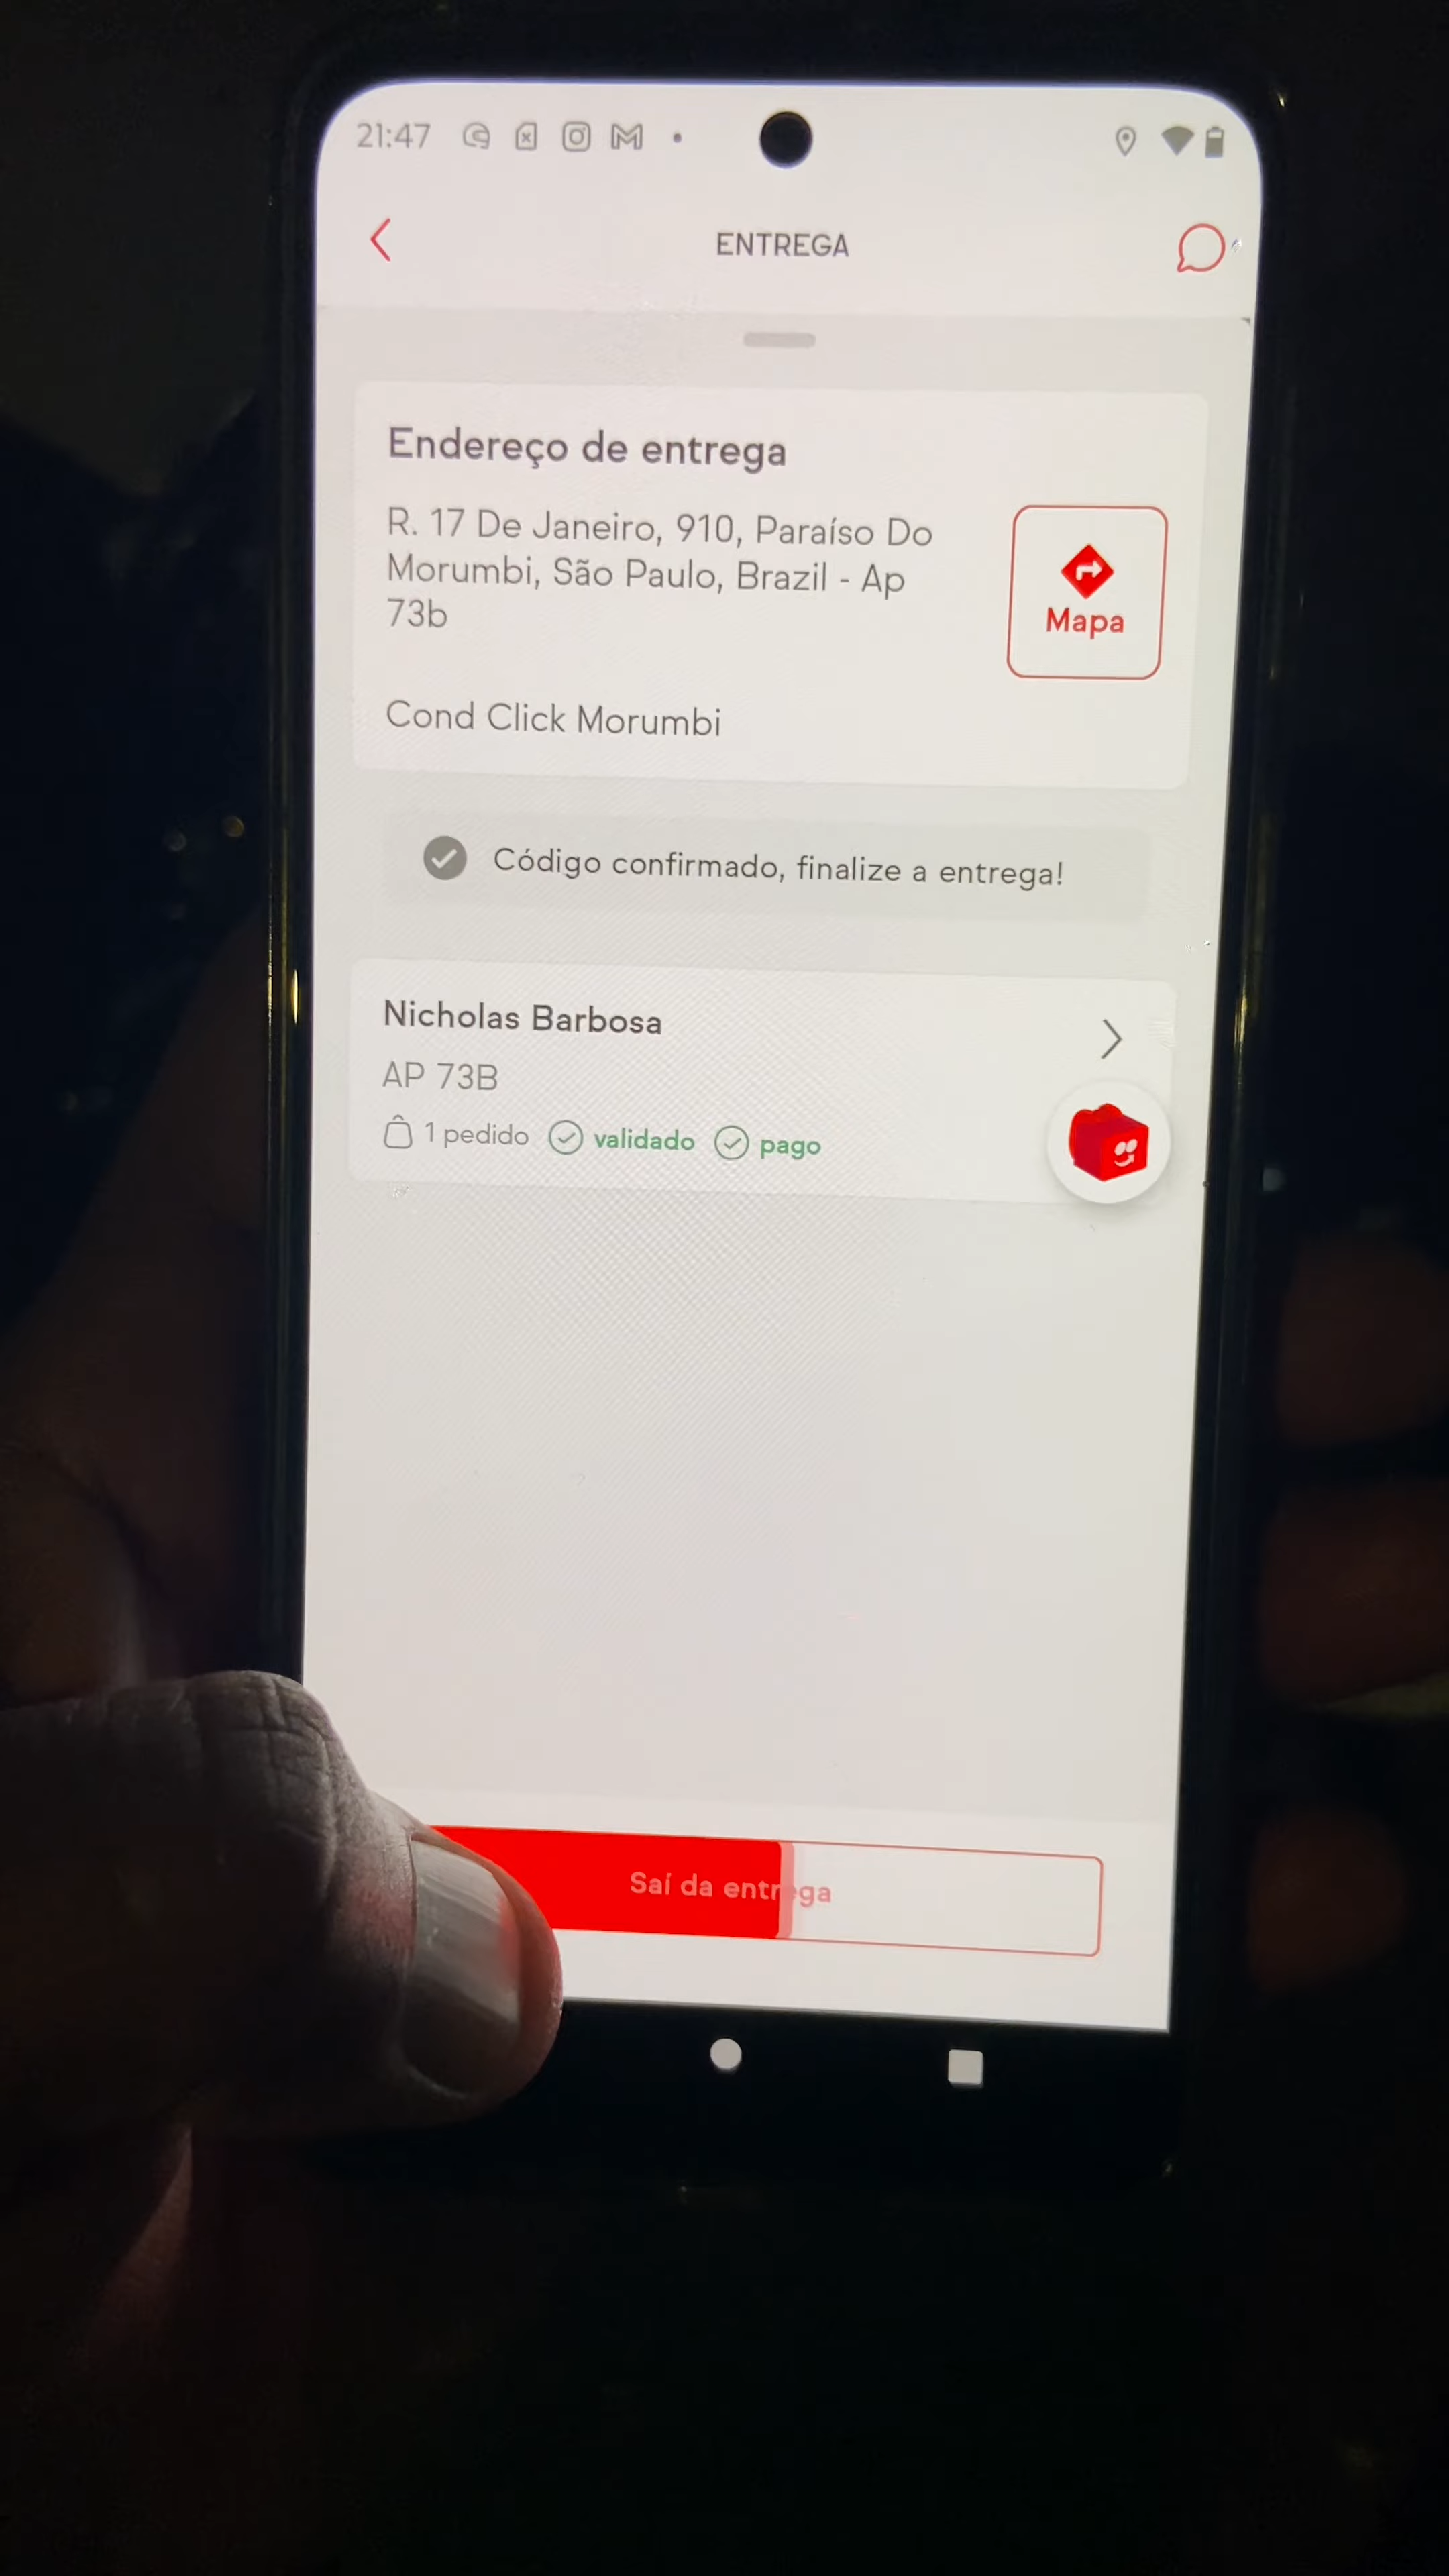 21:47
ENTREGA
Endereço de entrega
R. 17 De Janeiro, 910, Paraíso Do
Morumbi, São Paulo, Brazil - Ap
73b
Mapa
Cond Click Morumbi
Código confirmado, finalize a entrega!
Nicholas Barbosa
AP 73B
1 pedido validado pago
Saí da entrega